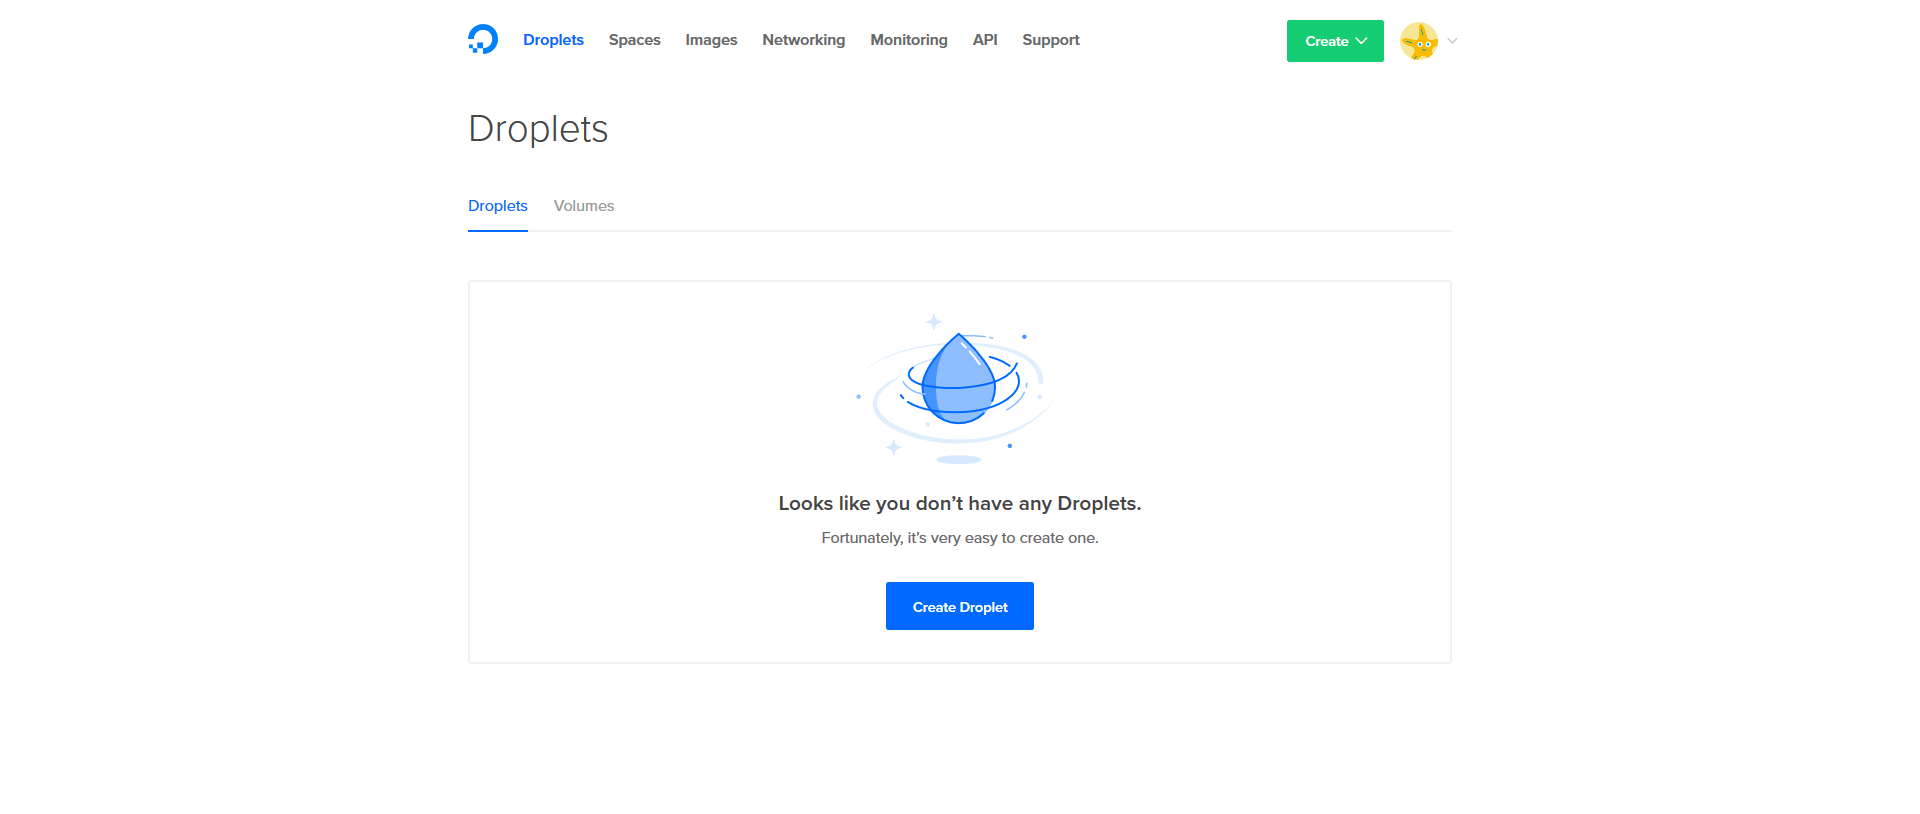 Droplets Spaces Images Networking Monitoring API Support Create
Droplets
Droplets Volumes
Looks like you don’t have any Droplets.
Fortunately, it’s very easy to create one.
Create Droplet